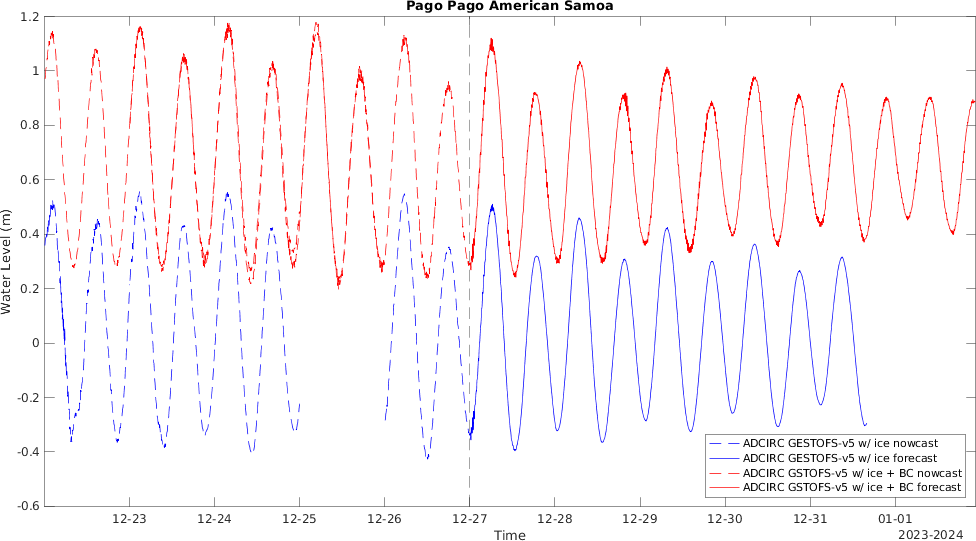 Pago Pago American Samoa
1.2
1
0.8
0.6
0.4
0.2
0
-0.2
-0.4
-0.6
Water Level (m)
12-23 12-24 12-25 12-26 12-27 12-28 12-29 12-30 12-31 01-01
Time
2023-2024
ADCIRC GESTOFS-v5 w/ ice nowcast
ADCIRC GESTOFS-v5 w/ ice forecast
ADCIRC GSTOFS-v5 w/ ice + BC nowcast
ADCIRC GSTOFS-v5 w/ ice + BC forecast